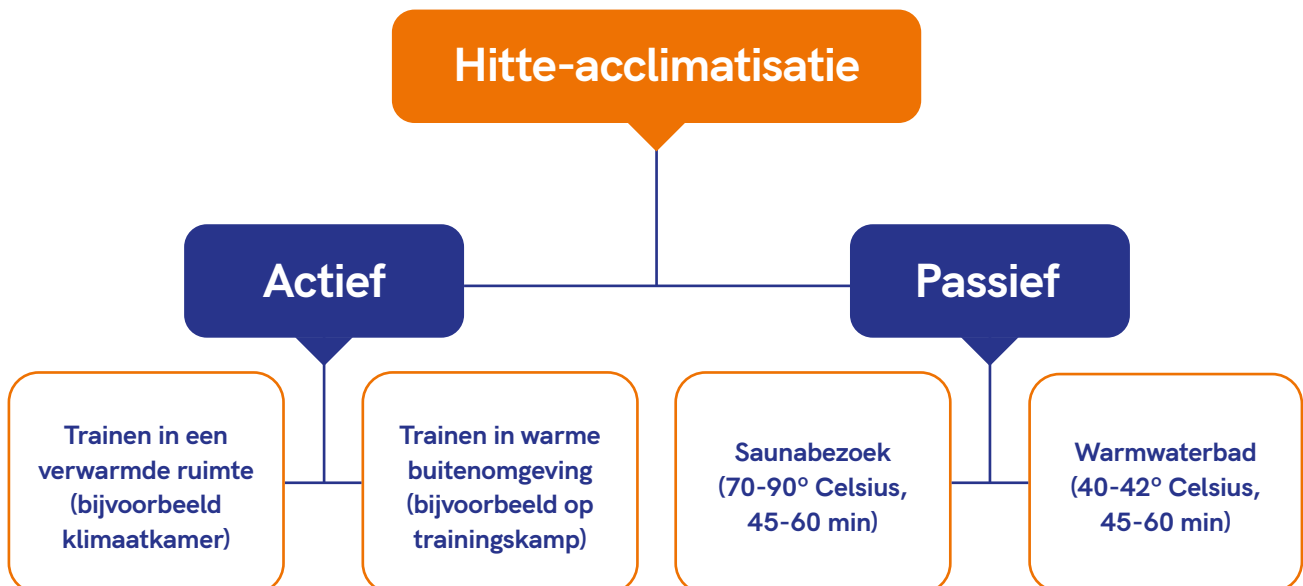 Hitte-acclimatisatie
Actief
Passief
Trainen in een
verwarmde ruimte
(bijvoorbeeld
klimaatkamer)
Trainen in warme
buitenomgeving
(bijvoorbeeld op
trainingskamp)
Saunabezoek
(70-90° Celsius,
45-60 min)
Warmwaterbad
(40-42° Celsius,
45-60 min)